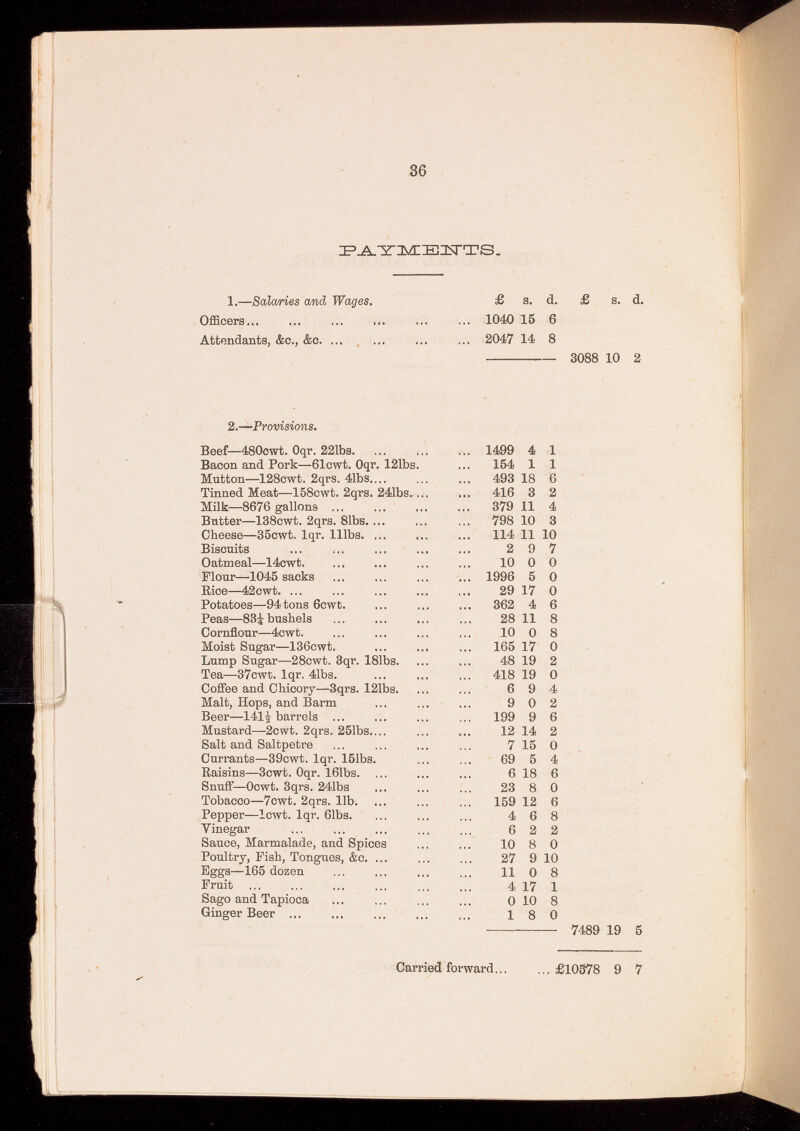 36
PAYMENTS.
1.—Salaries and Wages. £ s. d. £ s. d.
Officers... ... ... ... ... ... 1040 15 6
Attendants, &c., &c. ... ... ... ... 2047 14 8
3088 10 2
2.—Provisions.
Beef—480cwt. 0qr. 22lbs. ... ... ... 1499 4 1
Bacon and Pork—61cwt. 0qr. 12lbs. ... 154 1 1
Mutton—128cwt. 2qrs. 4lbs.... ... ... 493 18 6
Tinned Meat—158cwt. 2qrs. 24lbs.... ... 416 3 2
Milk—8676 gallons ... ... ... ... 379 11 4
Butter—138cwt. 2qrs. 8lbs. ... ... ... 798 10 3
Cheese—35cwt. 1qr. 11lbs. ... ... ... 114 11 10
Biscuits ... ... ... ... ... 2 9 7
Oatmeal—14cwt. ... ... ... ... 10 0 0
Flour—1045 sacks ... ... ... ... 1996 5 0
Rice—42cwt. ... ... ... ... ... 29 17 0
Potatoes—94 tons 6cwt. ... ... ... 362 4 6
Peas—83½ bushels ... ... ... ... 28 11 8
Cornflour—4cwt. ... ... ... ... 10 0 8
Moist Sugar—136cwt. ... ... ... 165 17 0
Lump Sugar—28cwt. 3qr. 18lbs. ... ... 48 19 2
Tea—37cwt. 1qr. 4lbs. ... ... ... 418 19 0
Coffee and Chicory—3qrs. 12lbs. ... ... 6 9 4
Malt, Hops, and Barm ... ... ... 9 0 2
Beer—141½ barrels ... ... ... ... 199 9 6
Mustard—2cwt. 2qrs. 25lbs.... ... ... 12 14 2
Salt and Saltpetre ... ... ... ... 7 15 0
Currants—39cwt. 1qr. 15lbs. ... ... 69 5 4
Raisins—3cwt. 0qr. 16lbs. ... ... ... 6 18 6
Snuff—0cwt. 3qrs. 24lbs ... ... ... 23 8 0
Tobacco—7cwt. 2qrs. 1lb. ... ... ... 159 12 6
Pepper—1cwt. 1qr. 6lbs. ... ... ... 4 6 8
Vinegar ... ... ... ... ... 6 2 2
Sauce, Marmalade, and Spices ... ... 10 8 0
Poultry, Fish, Tongues, &c. ... ... ... 27 9 10
Eggs—165 dozen ... ... ... ... 11 0 8
Fruit ... ... ... ... ... ... 4 17 1
Sago and Tapioca ... ... ... ... 0 10 8
Ginger Beer ... ... ... ... ... 1 8 0
7489 19 5
Carried forward... ... £10578 9 7